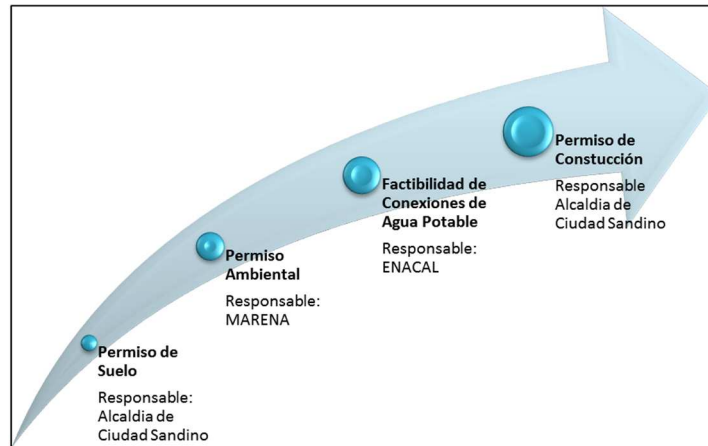 Permiso de
Suelo
Responsable:
Alcaldia de
Ciudad Sandino
Permiso
Ambiental
Responsable:
MARENA
Factibilidad de
Conexiones de
Agua Potable
Responsable:
ENACAL
Permiso de
Constucción
Responsable
Alcaldia de
Ciudad Sandino